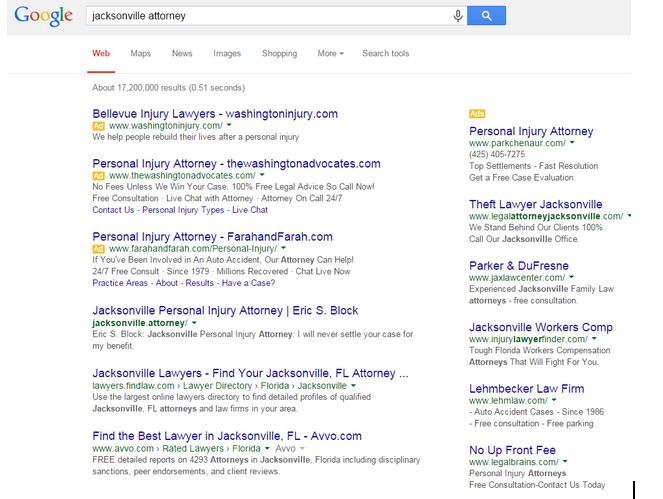 Google
jacksonville attorney
Web Maps News Images Shopping More Search tools
About 17,200,000 results (0.51 seconds)
Bellevue Injury Lawyers - washingtoninjury.com
Ad www.washingtoninjury.com/
We help people rebuild their lives after a personal injury
Personal Injury Attorney - thewashingtonadvocates.com
Ad www.thewashingtonadvocates.com/
No Fees Unless We Win Your Case. 100% Free Legal Advice So Call Now!
Free Consultation · Live Chat with Attorney · Attorney On Call 24/7
Contact Us - Personal Injury Types - Live Chat
Personal Injury Attorney - FarahandFarah.com
Ad www.farahandfarah.com/Personal-Injury/
If You've Been Involved in An Auto Accident, Our Attorney Can Help!
24/7 Free Consult · Since 1979 · Millions Recovered · Chat Live Now
Practice Areas - About - Results - Have a Case?
Jacksonville Personal Injury Attorney | Eric S. Block
jacksonville.attorney/
Eric S. Block: Jacksonville Personal Injury Attorney: I will never settle your case for
my benefit.
Jacksonville Lawyers - Find Your Jacksonville, FL Attorney ...
lawyers.findlaw.com › Lawyer Directory › Florida › Jacksonville
Use the largest online lawyers directory to find detailed profiles of qualified
Jacksonville, FL attorneys and law firms in your area.
Find the Best Lawyer in Jacksonville, FL - Avvo.com
www.avvo.com › Rated Lawyers › Florida Avvo
FREE detailed reports on 4293 Attorneys in Jacksonville, Florida including disciplinary
sanctions, peer endorsements, and client reviews.
Ads
Personal Injury Attorney
www.parkchenaur.com/
(425) 405-7275
Top Settlements - Fast Resolution
Get a Free Case Evaluation.
Theft Lawyer Jacksonville
www.legalattorneyjacksonville.com/
We Stand Behind Our Clients 100%.
Call Our Jacksonville Office.
Parker & DuFresne
www.jaxlawcenter.com/
Experienced Jacksonville Family Law
attorneys - free consultation.
Jacksonville Workers Comp
www.injurylawyerfinder.com/
Tough Florida Workers Compensation
Attorneys That Will Fight For You.
Lehmbecker Law Firm
www.lehmlaw.com/
- Auto Accident Cases - Since 1986
- Free consultation - Free parking
No Up Front Fee
www.legalbrains.com/
Personal Injury Attorneys
Free Consultation-Contact Us Today